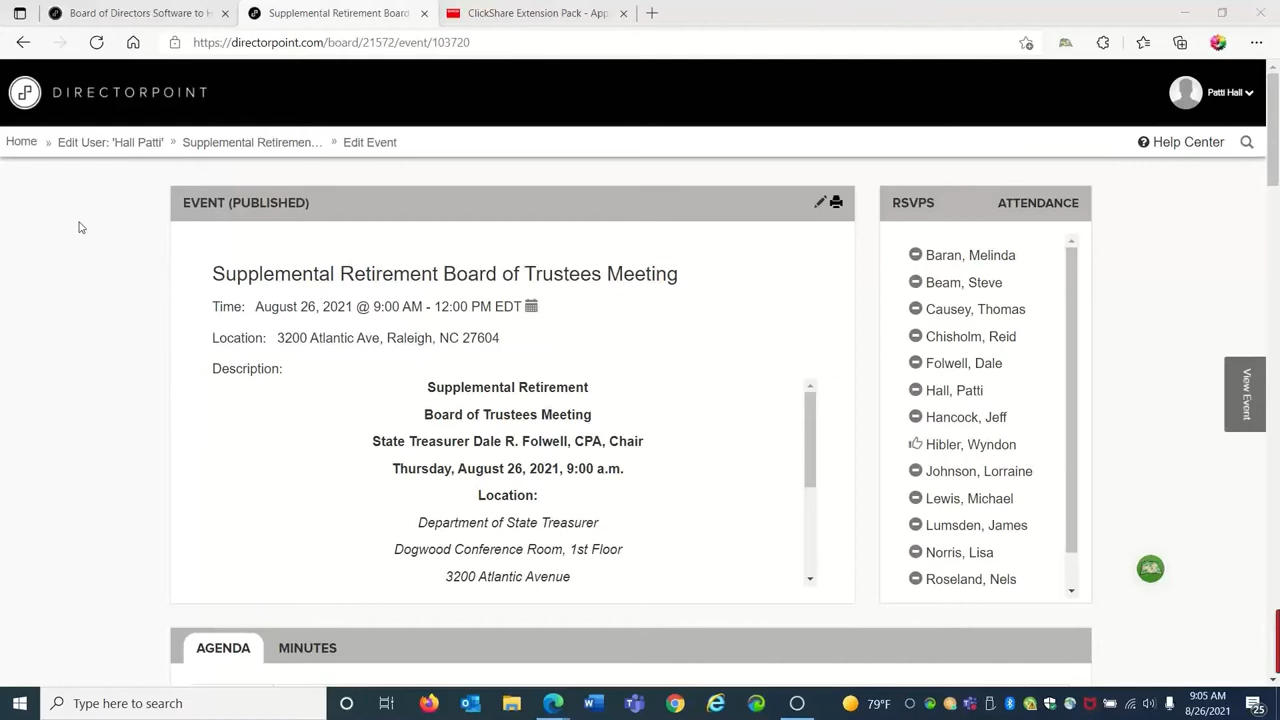 Board of Directors Software to H
Supplemental Retirement Board
ClickShare Extension Pack - App
https://directorpoint.com/board/21572/event/103720
DIRECTORPOINT
Patti Hall
Home » Edit User: 'Hall Patti' » Supplemental Retiremen... » Edit Event
Help Center
EVENT (PUBLISHED)
Supplemental Retirement Board of Trustees Meeting
Time: August 26, 2021 @ 9:00 AM - 12:00 PM EDT
Location: 3200 Atlantic Ave, Raleigh, NC 27604
Description:
Supplemental Retirement
Board of Trustees Meeting
State Treasurer Dale R. Folwell, CPA, Chair
Thursday, August 26, 2021, 9:00 a.m.
Location:
Department of State Treasurer
Dogwood Conference Room, 1st Floor
3200 Atlantic Avenue
RSVPS ATTENDANCE
Baran, Melinda
Beam, Steve
Causey, Thomas
Chisholm, Reid
Folwell, Dale
Hall, Patti
Hancock, Jeff
Hibler, Wyndon
Johnson, Lorraine
Lewis, Michael
Lumsden, James
Norris, Lisa
Roseland, Nels
View Event
AGENDA MINUTES
Type here to search
79°F
9:05 AM
8/26/2021
25